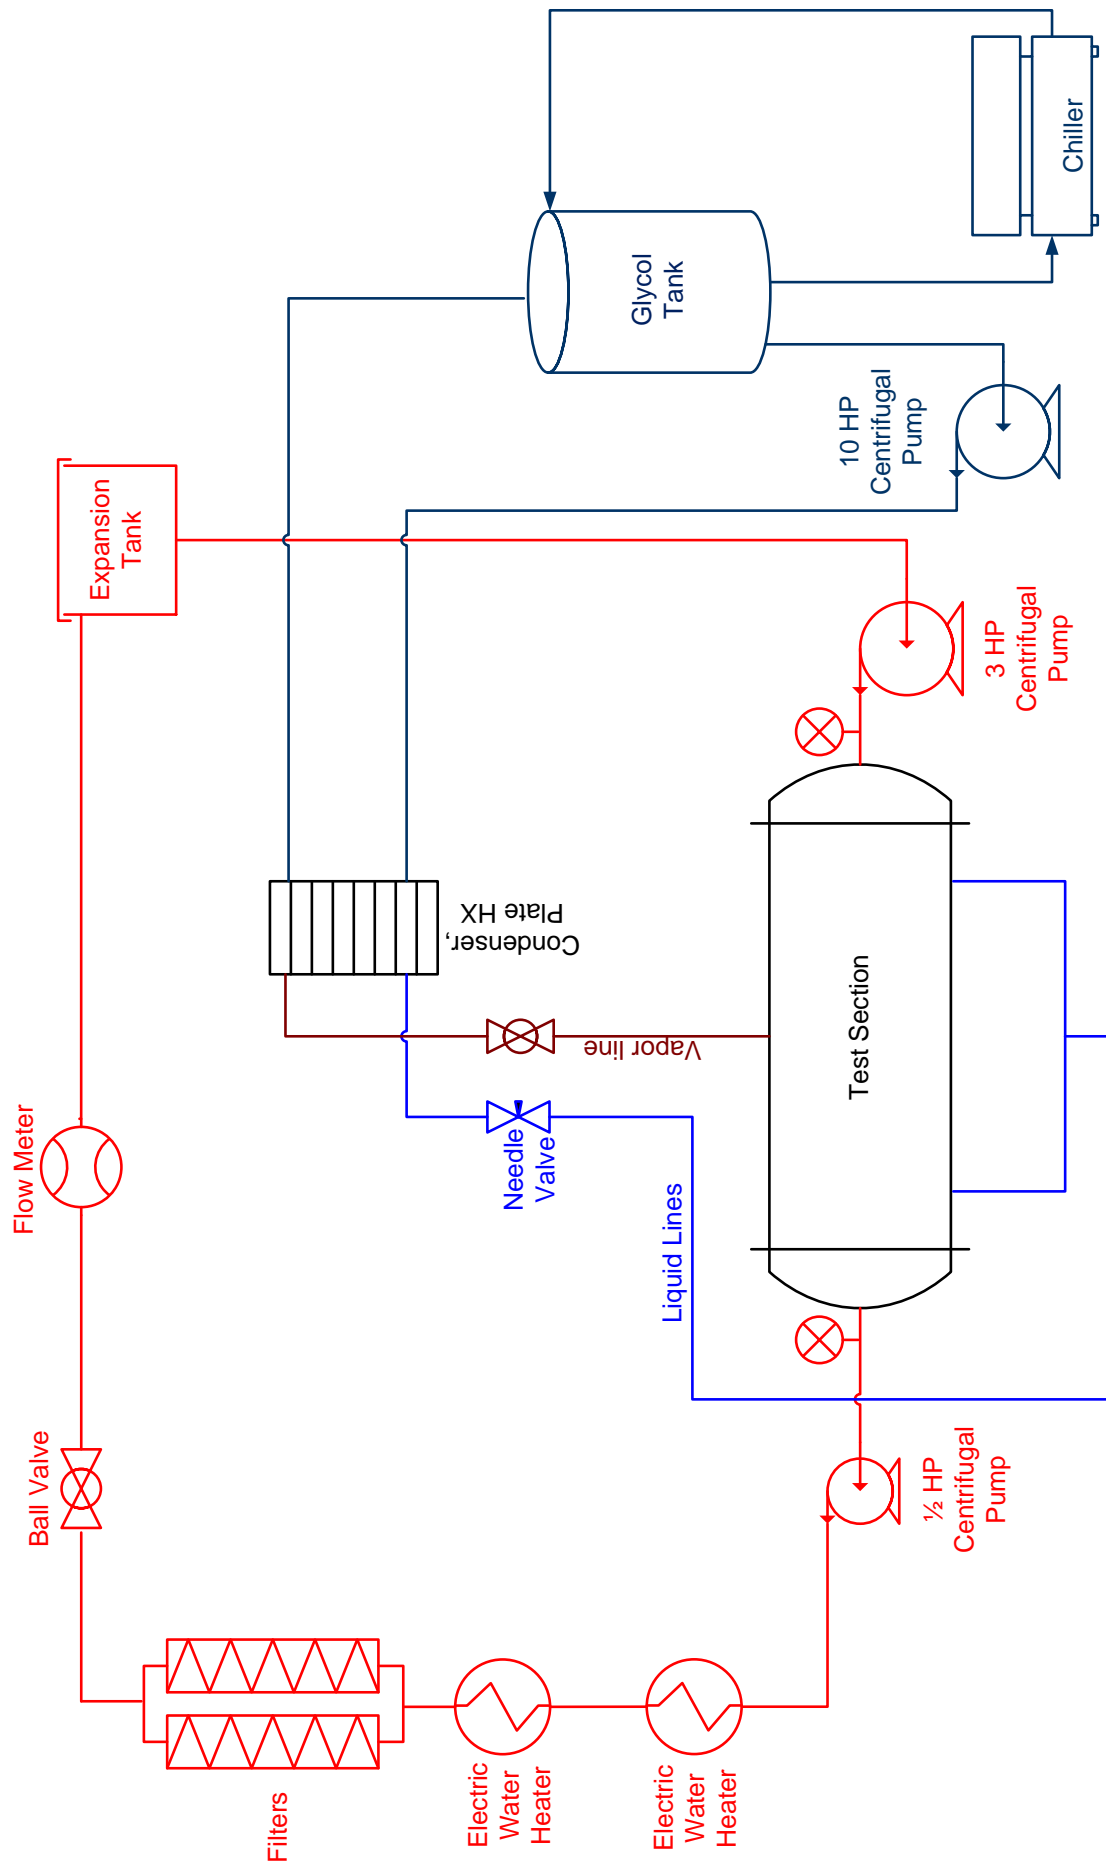 Filters
Electric
Water
Heater
Electric
Water
Heater
Ball Valve
Flow Meter
Expansion
Tank
½ HP
Centrifugal
Pump
Liquid Lines
Needle
Valve
Vapor line
Condenser,
Plate HX
Test Section
3 HP
Centrifugal
Pump
10 HP
Centrifugal
Pump
Glycol
Tank
Chiller